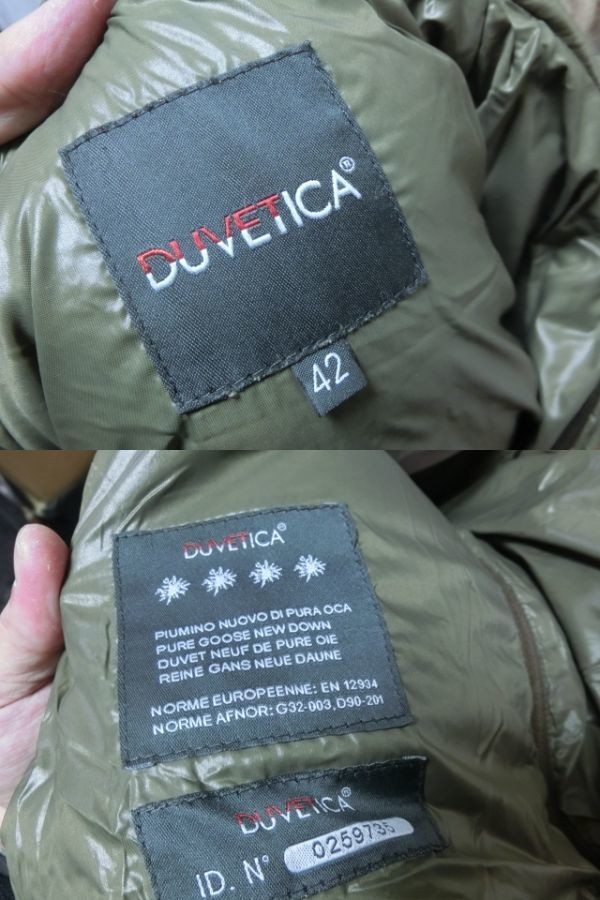 DUVETICA®
42
DUVETICA®
PIUMINO NUOVO DI PURA OCA
PURE GOOSE NEW DOWN
DUVET NEUF DE PURE OIE
REINE GANS NEUE DAUNE
NORME EUROPEENNE: EN 12934
NORME AFNOR: G32-003, D90-201
DUVETICA®
ID. N° 0259735